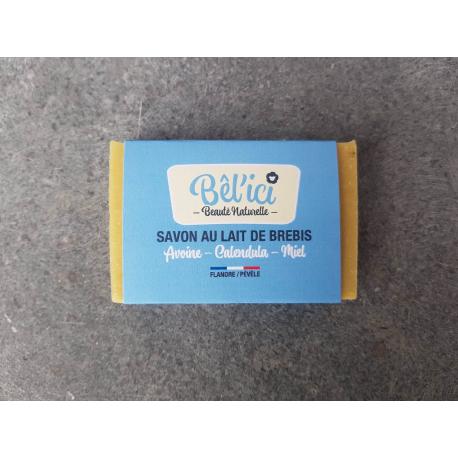 Bêl'ici
– Beauté Naturelle –
SAVON AU LAIT DE BREBIS
Avoine – Calendula – Miel
FLANDRE / PÉVÈLE